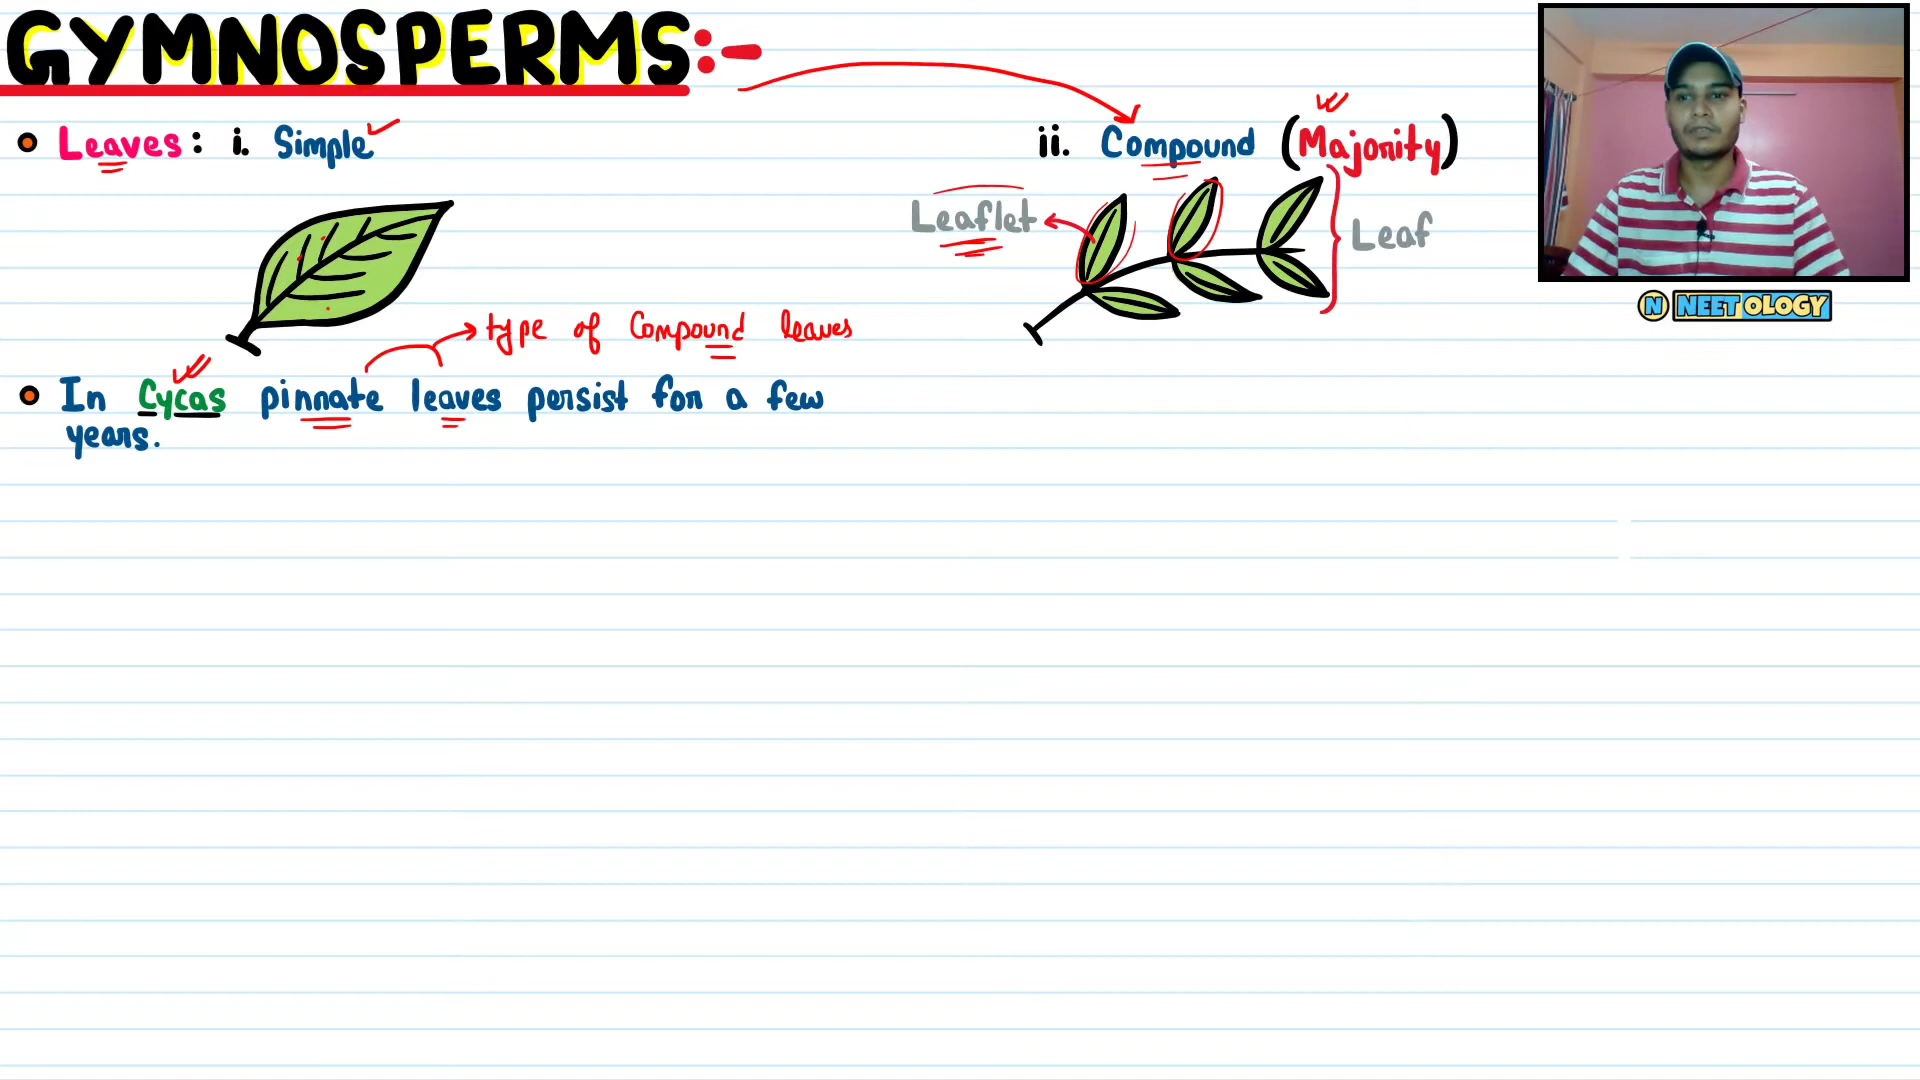 GYMNOSPERMS:-
Leaves: i. Simple
ii. Compound (Majority)
Leaflet
Leaf
type of Compound leaves
In Cycas pinnate leaves persist for a few
years.
N NEETOLOGY